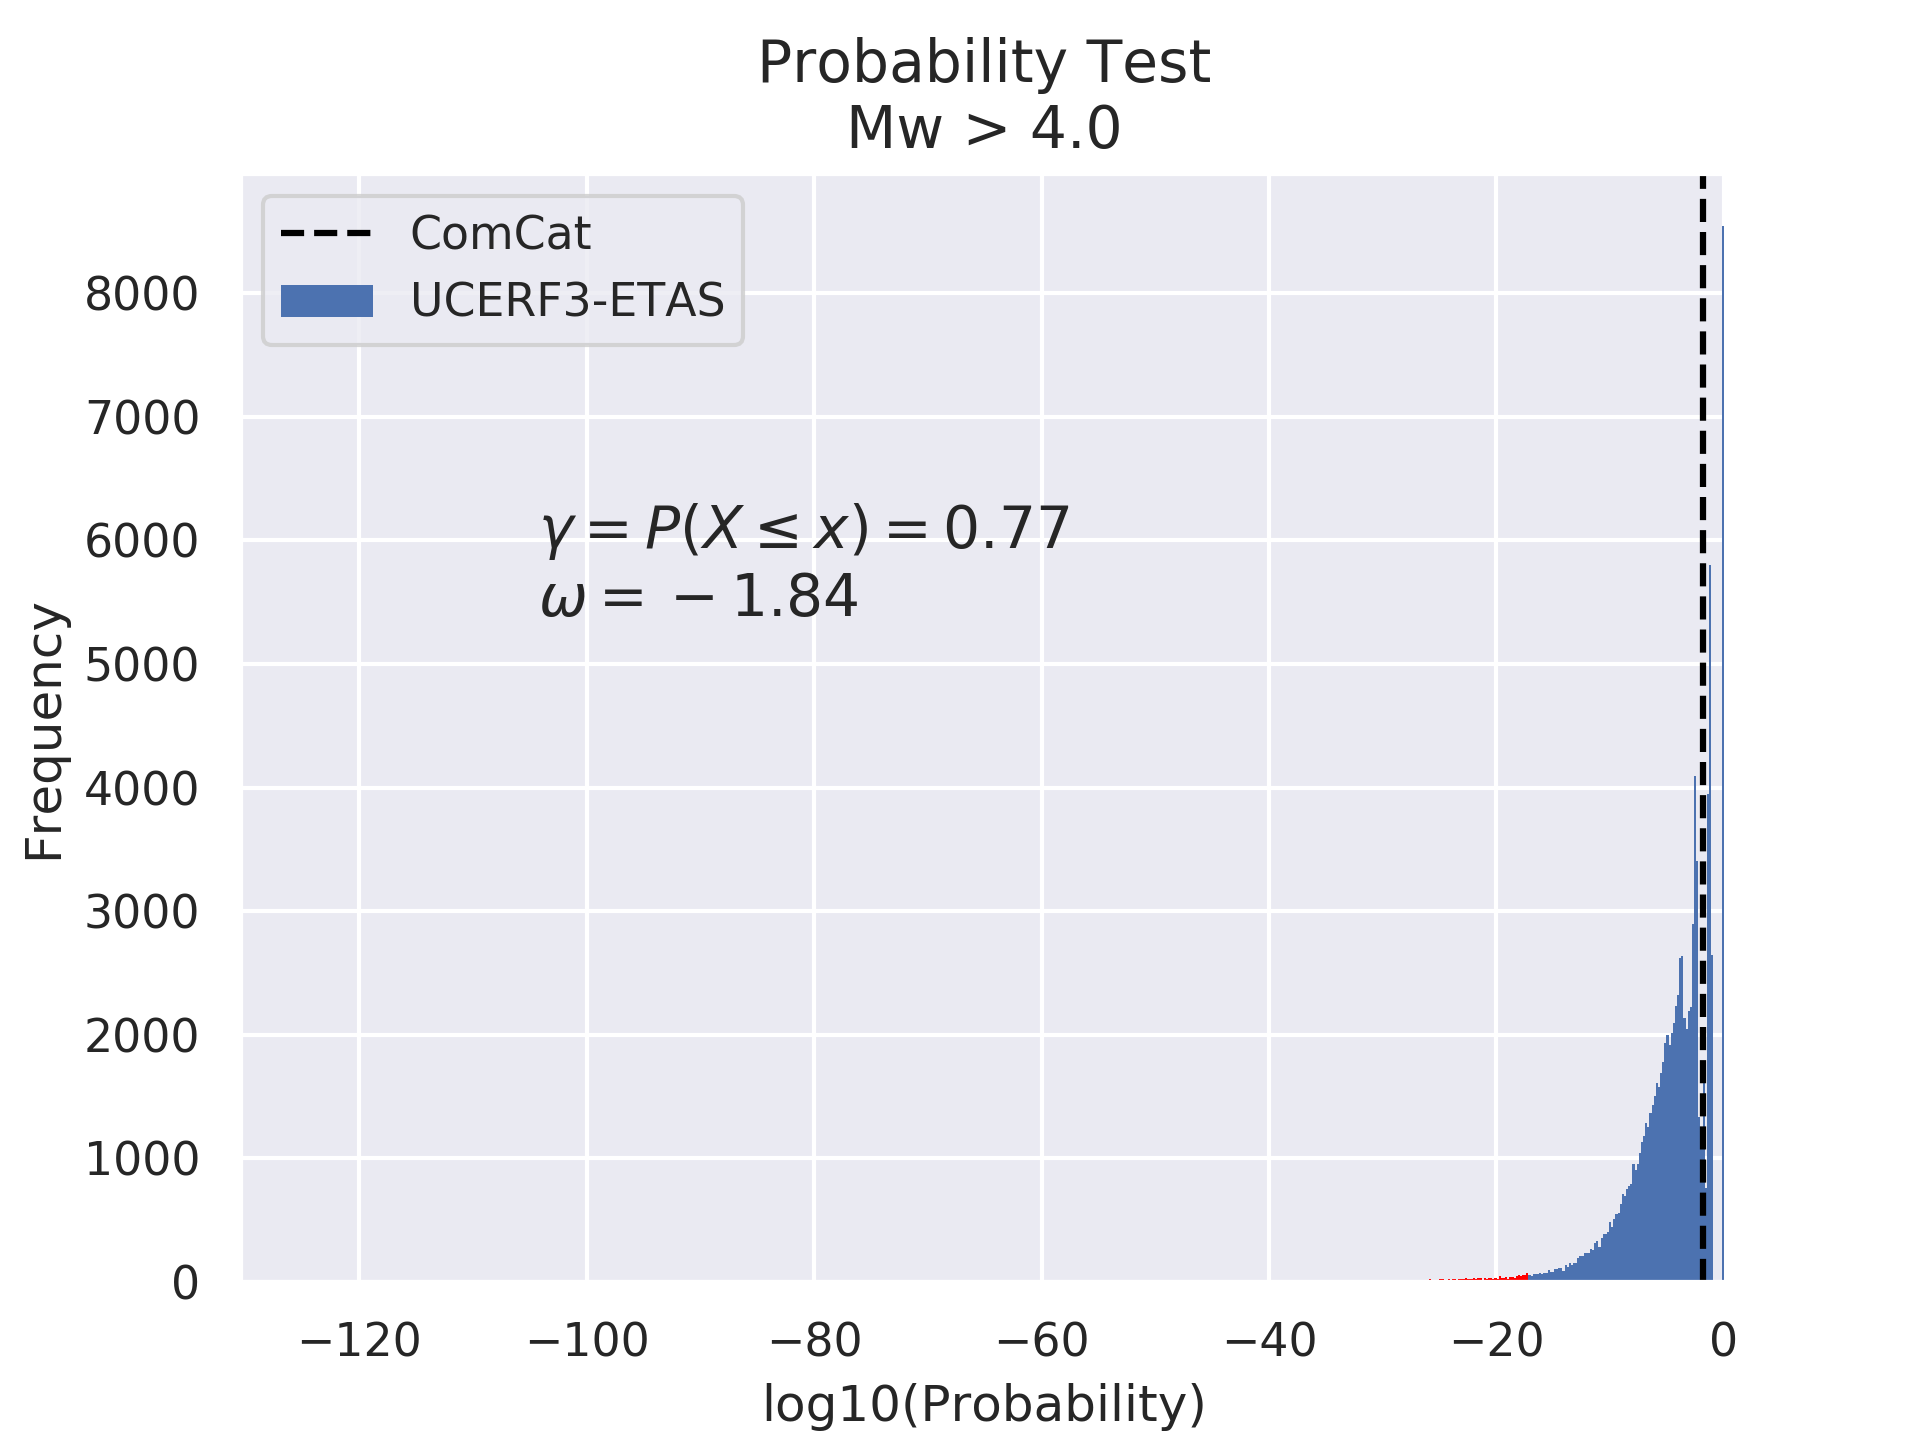 Probability Test
Mw > 4.0
ComCat
UCERF3-ETAS
8000
7000
6000
5000
4000
3000
2000
1000
0
γ = P(X ≤ x) = 0.77
ω = − 1.84
Frequency
−120 −100 −80 −60 −40 −20 0
log10(Probability)